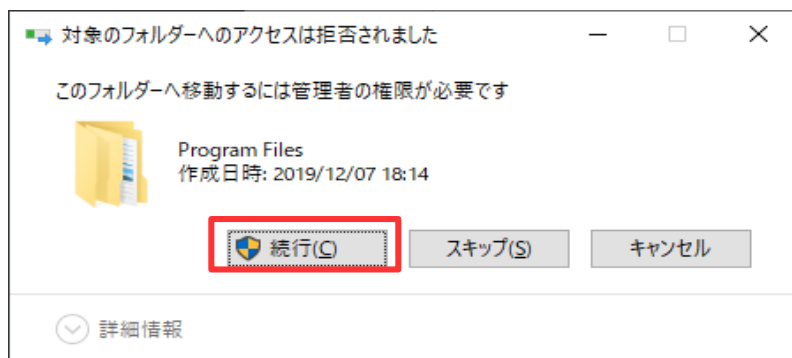 対象のフォルダーへのアクセスは拒否されました
このフォルダーへ移動するには管理者の権限が必要です
Program Files
作成日時: 2019/12/07 18:14
続行(C) スキップ(S) キャンセル
詳細情報